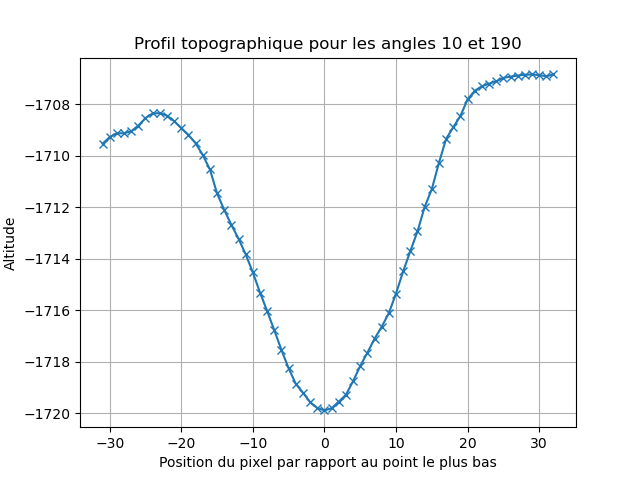 Profil topographique pour les angles 10 et 190
Altitude
−1708
−1710
−1712
−1714
−1716
−1718
−1720
−30 −20 −10 0 10 20 30
Position du pixel par rapport au point le plus bas